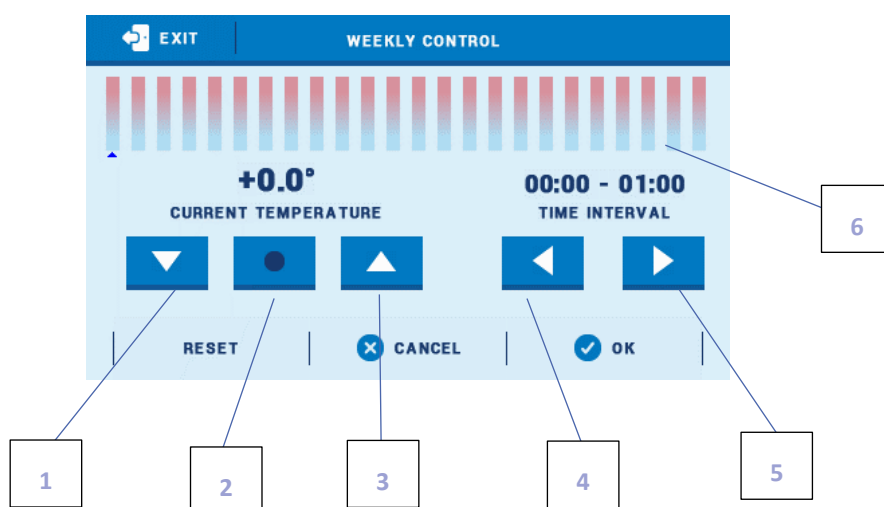 EXIT
WEEKLY CONTROL
+0.0°
00:00 - 01:00
CURRENT TEMPERATURE
TIME INTERVAL
6
RESET
CANCEL
OK
1
2
3
4
5